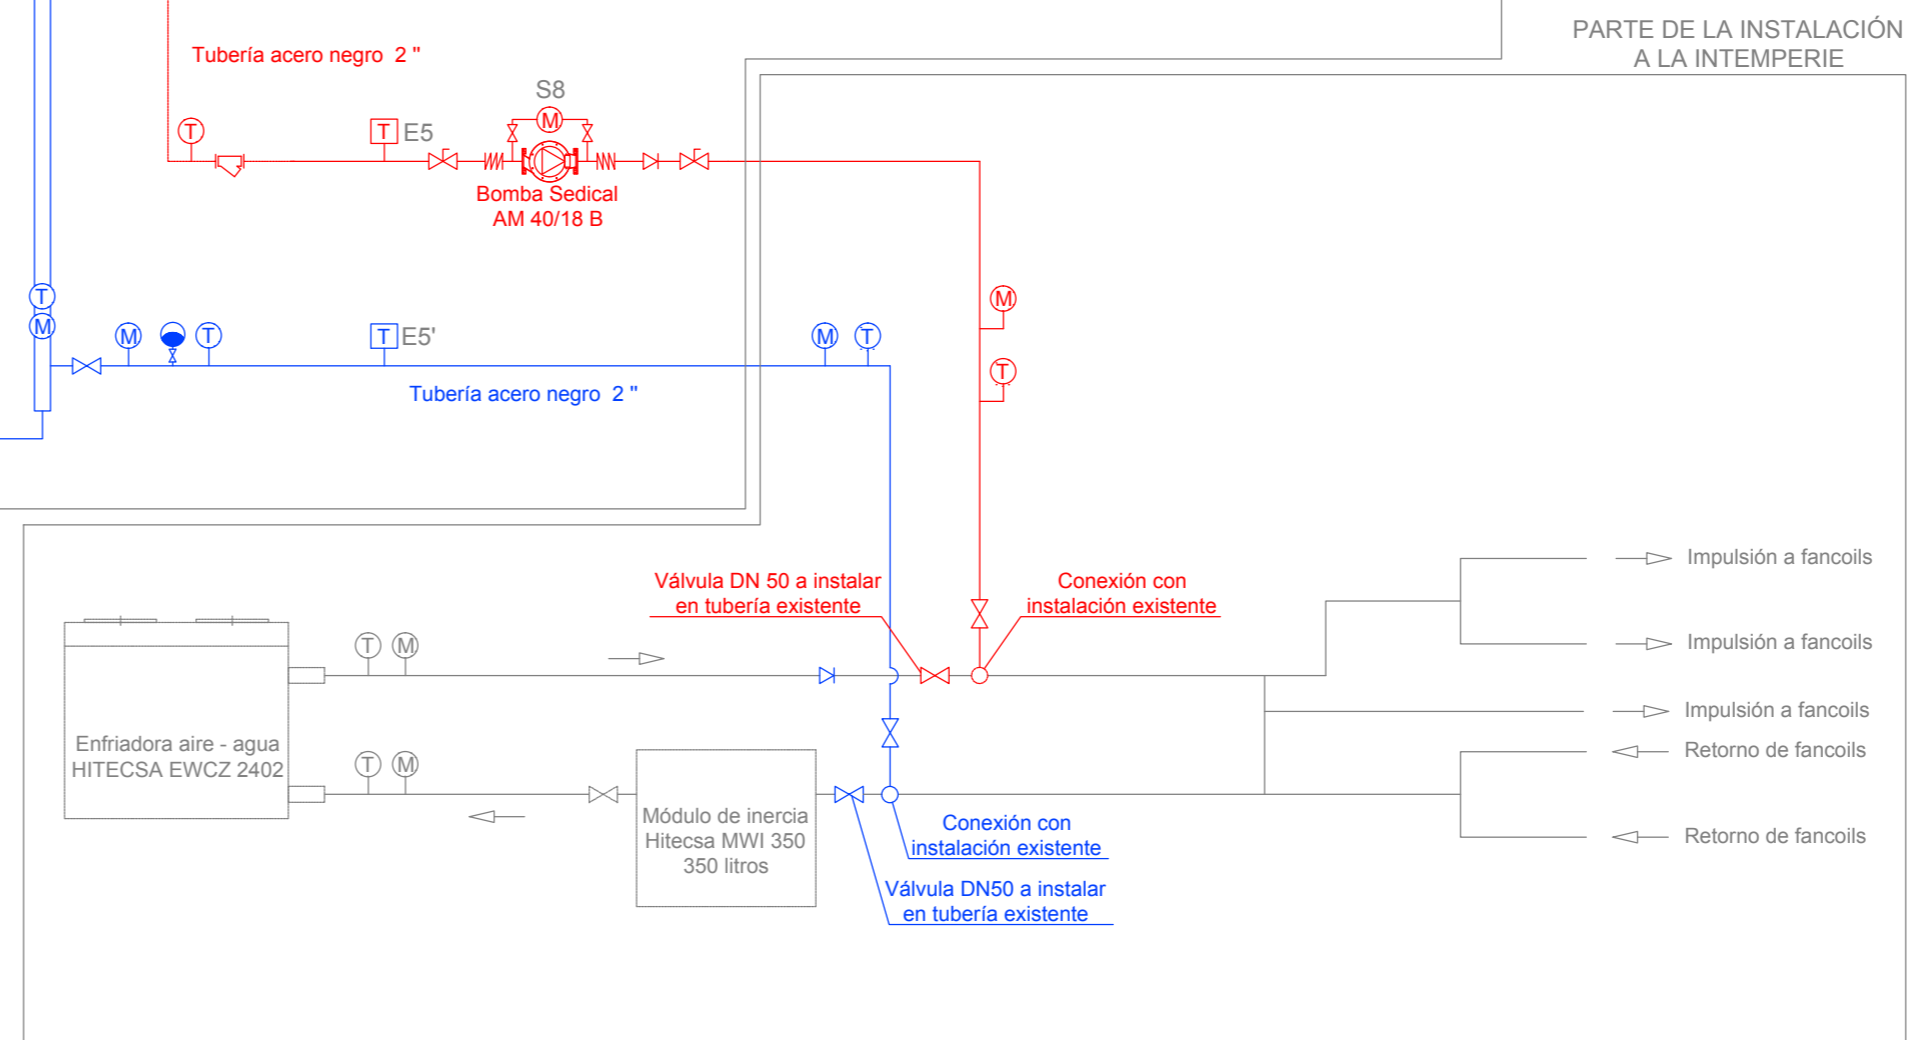 PARTE DE LA INSTALACIÓN
A LA INTEMPERIE
Tubería acero negro 2 "
S8
M
T
T E5
Bomba Sedical
AM 40/18 B
T
M
M
T
T E5'
M
T
Tubería acero negro 2 "
M
T
Válvula DN 50 a instalar
en tubería existente
Conexión con
instalación existente
Impulsión a fancoils
Impulsión a fancoils
Impulsión a fancoils
Retorno de fancoils
Retorno de fancoils
T
M
Enfriadora aire - agua
HITECSA EWCZ 2402
T
M
Módulo de inercia
Hitecsa MWI 350
350 litros
Conexión con
instalación existente
Válvula DN50 a instalar
en tubería existente